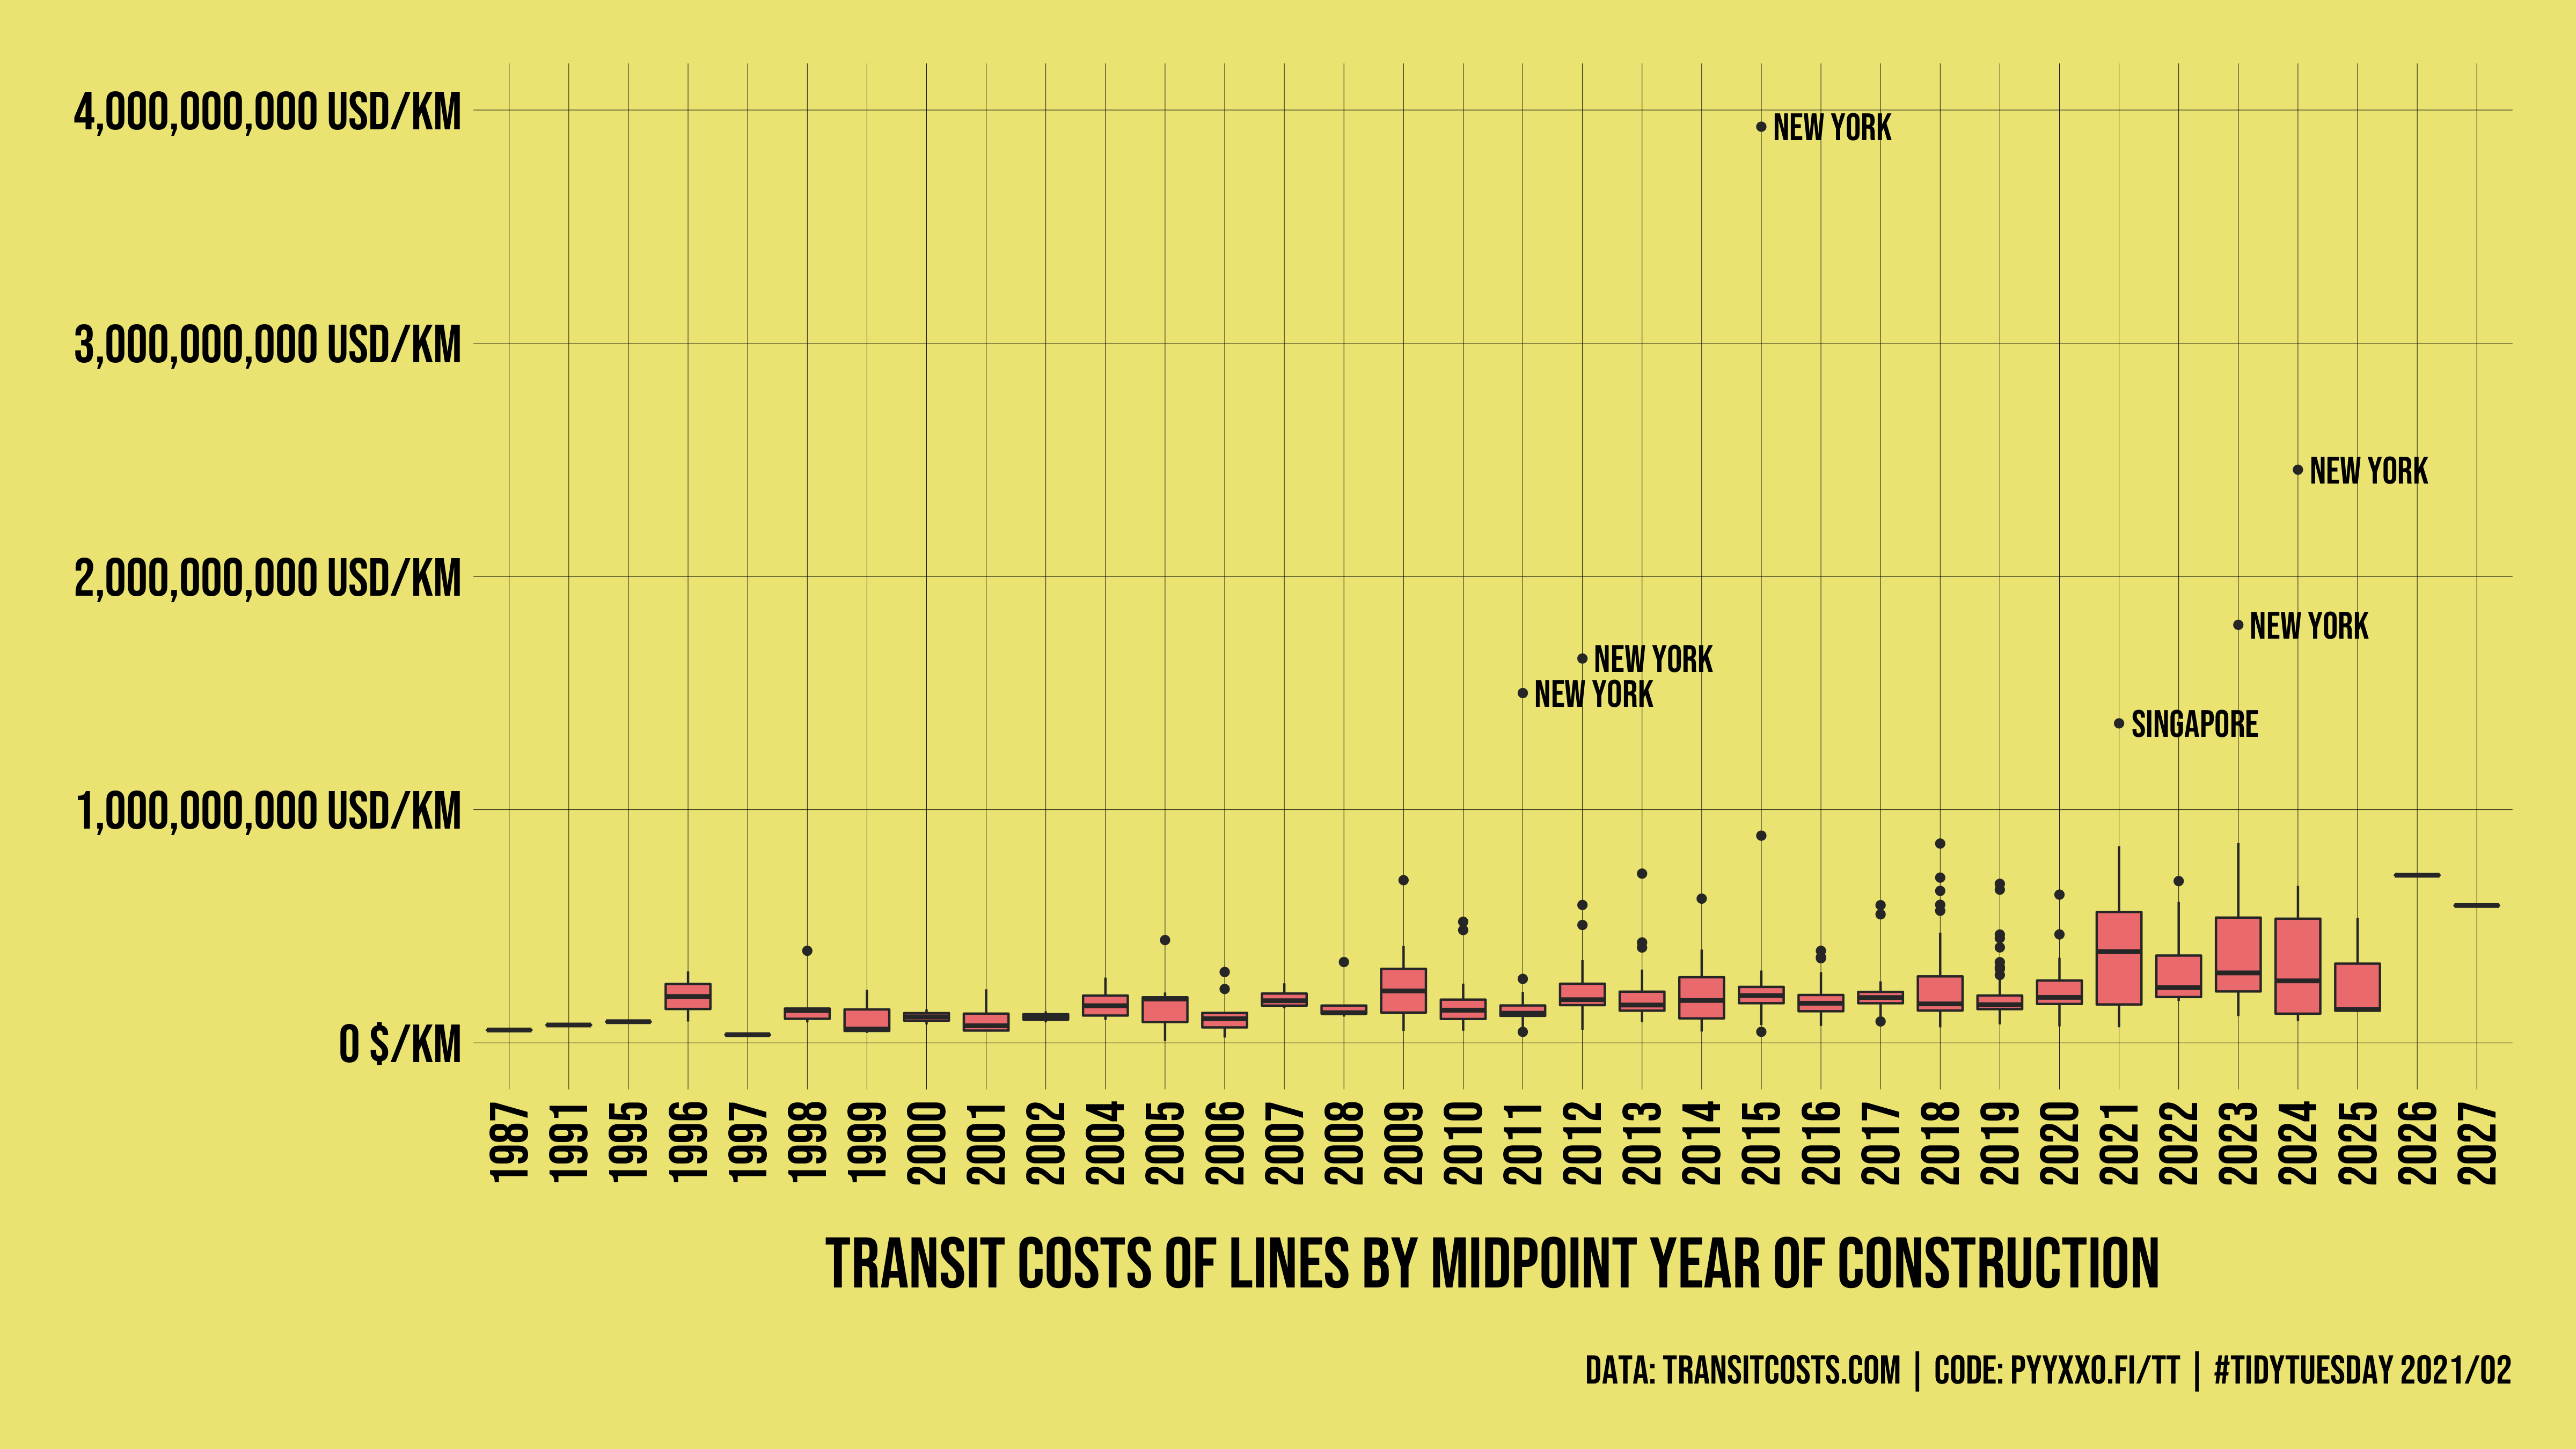 4,000,000,000 USD/KM
NEW YORK
3,000,000,000 USD/KM
NEW YORK
2,000,000,000 USD/KM
NEW YORK
NEW YORK
NEW YORK
SINGAPORE
1,000,000,000 USD/KM
0 $/KM
1987 1991 1995 1996 1997 1998 1999 2000 2001 2002 2004 2005 2006 2007 2008 2009 2010 2011 2012 2013 2014 2015 2016 2017 2018 2019 2020 2021 2022 2023 2024 2025 2026 2027
TRANSIT COSTS OF LINES BY MIDPOINT YEAR OF CONSTRUCTION
DATA: TRANSITCOSTS.COM | CODE: PYYXXO.FI/TT | #TIDYTUESDAY 2021/02